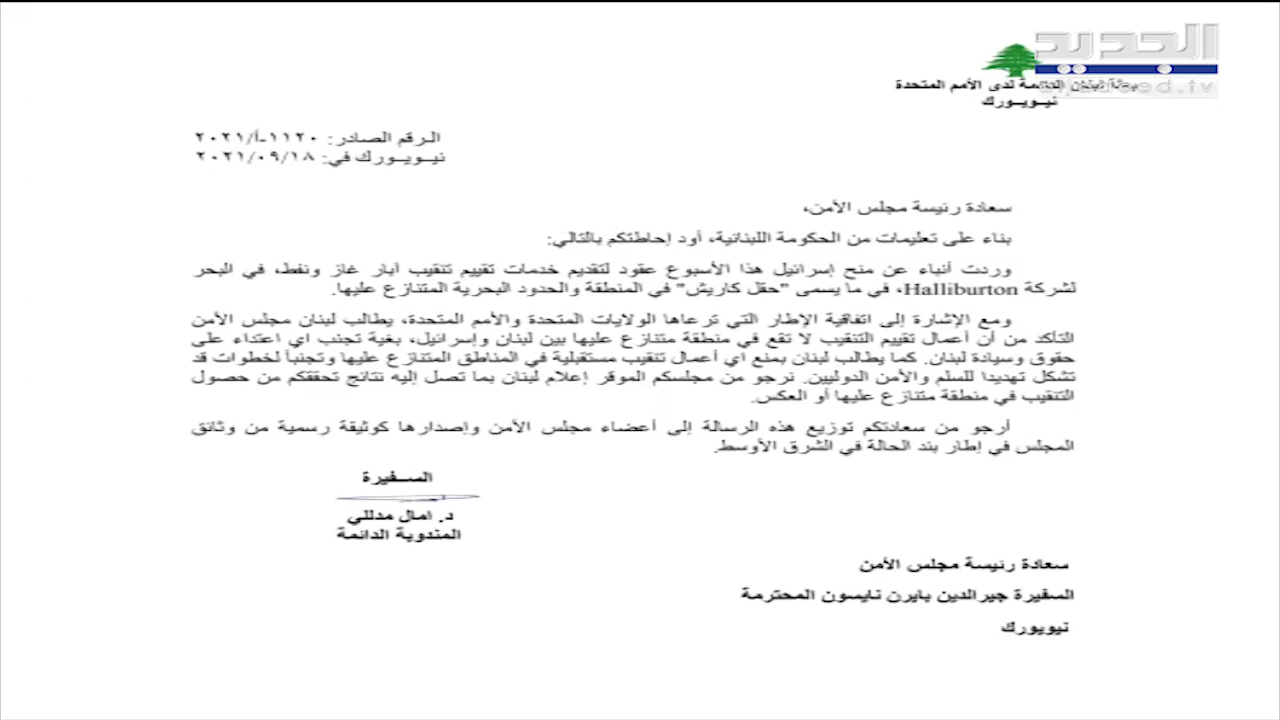 الجديد
aljadeed.tv
بعثة لبنان الدائمة لدى الأمم المتحدة
نيـويـورك
الـرقم الصادر: ١١٢٠-أ/٢٠٢١
نيـويـورك في: ٢٠٢١/٠٩/١٨
سعادة رئيسة مجلس الأمن،
بناء على تعليمات من الحكومة اللبنانية، أود إحاطتكم بالتالي:
وردت أنباء عن منح إسرائيل هذا الأسبوع عقود لتقديم خدمات تقييم تنقيب آبار غاز ونفط، في البحر
لشركة Halliburton، في ما يسمى "حقل كاريش" في المنطقة والحدود البحرية المتنازع عليها.
ومع الإشارة إلى اتفاقية الإطار التي ترعاها الولايات المتحدة والأمم المتحدة، يطالب لبنان مجلس الأمن
التأكد من أن أعمال تقييم التنقيب لا تقع في منطقة متنازع عليها بين لبنان وإسرائيل، بغية تجنب اي اعتداء على
حقوق وسيادة لبنان. كما يطالب لبنان بمنع اي أعمال تنقيب مستقبلية في المناطق المتنازع عليها وتجنباً لخطوات قد
تشكل تهديدا للسلم والأمن الدوليين. نرجو من مجلسكم الموقر إعلام لبنان بما تصل إليه نتائج تحققكم من حصول
التنقيب في منطقة متنازع عليها أو العكس.
أرجو من سعادتكم توزيع هذه الرسالة إلى أعضاء مجلس الأمن وإصدارها كوثيقة رسمية من وثائق
المجلس في إطار بند الحالة في الشرق الأوسط.
الســفيرة
د. امال مدللي
المندوبة الدائمة
سعادة رئيسة مجلس الأمن
السفيرة جيرالدين بايرن نايسون المحترمة
نيويورك